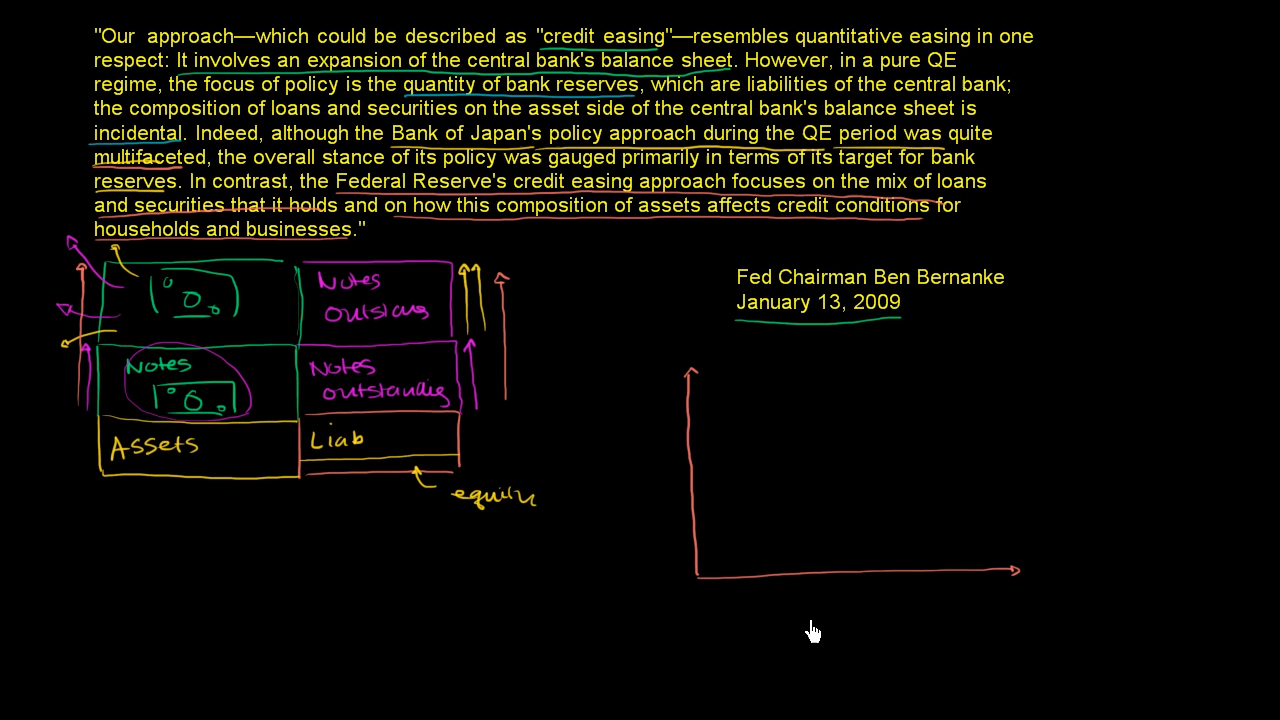 "Our approach—which could be described as "credit easing"—resembles quantitative easing in one
respect: It involves an expansion of the central bank's balance sheet. However, in a pure QE
regime, the focus of policy is the quantity of bank reserves, which are liabilities of the central bank;
the composition of loans and securities on the asset side of the central bank's balance sheet is
incidental. Indeed, although the Bank of Japan's policy approach during the QE period was quite
multifaceted, the overall stance of its policy was gauged primarily in terms of its target for bank
reserves. In contrast, the Federal Reserve's credit easing approach focuses on the mix of loans
and securities that it holds and on how this composition of assets affects credit conditions for
households and businesses."
Fed Chairman Ben Bernanke
January 13, 2009
Notes
Notes
Notes
outstanding
Assets
Liab